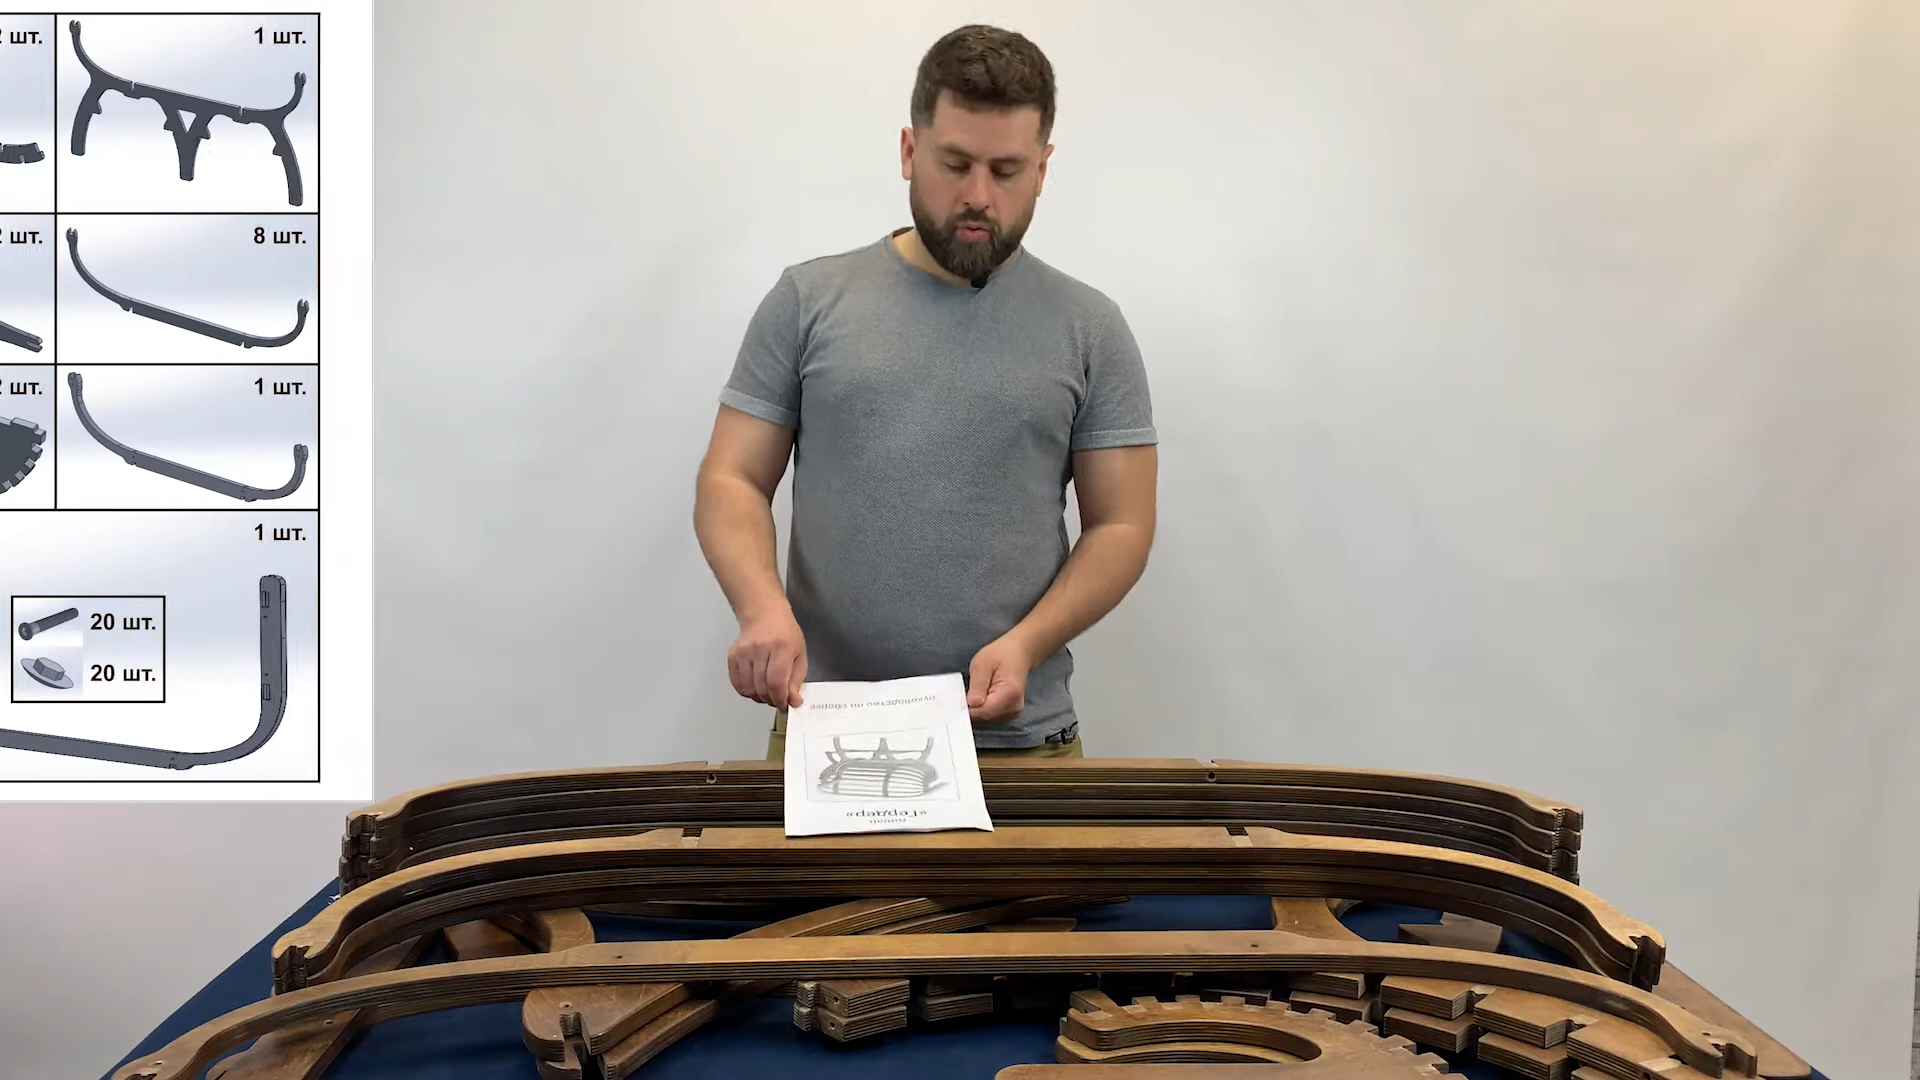 2 шт.
1 шт.
2 шт.
8 шт.
2 шт.
1 шт.
1 шт.
20 шт.
20 шт.
«Гердер»
руководство по сборке